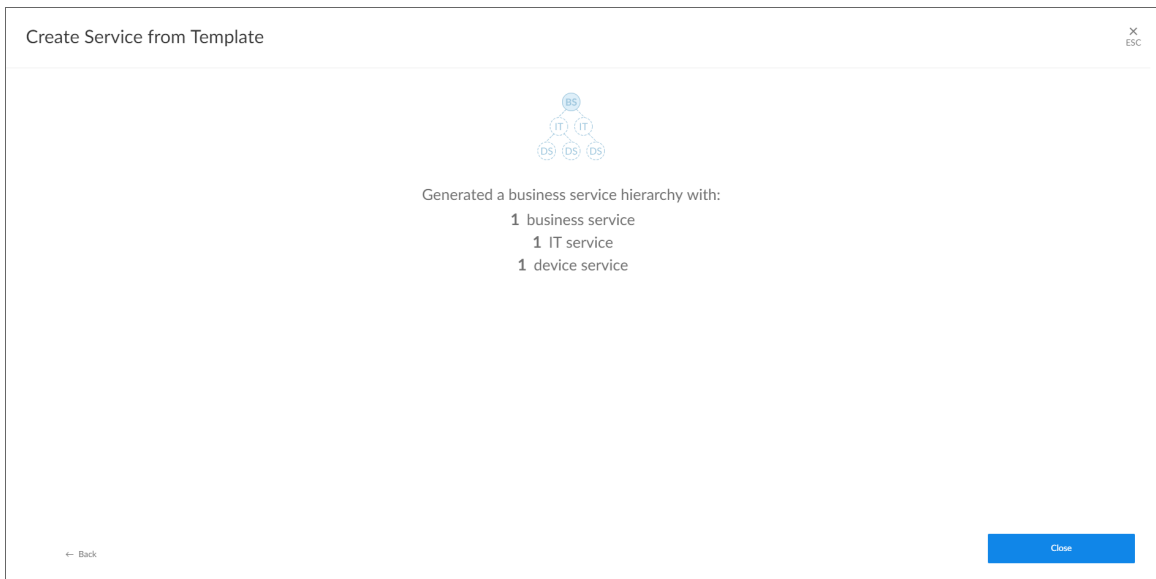 Create Service from Template
×
ESC
BS
IT IT
DS DS DS
Generated a business service hierarchy with:
1 business service
1 IT service
1 device service
← Back
Close